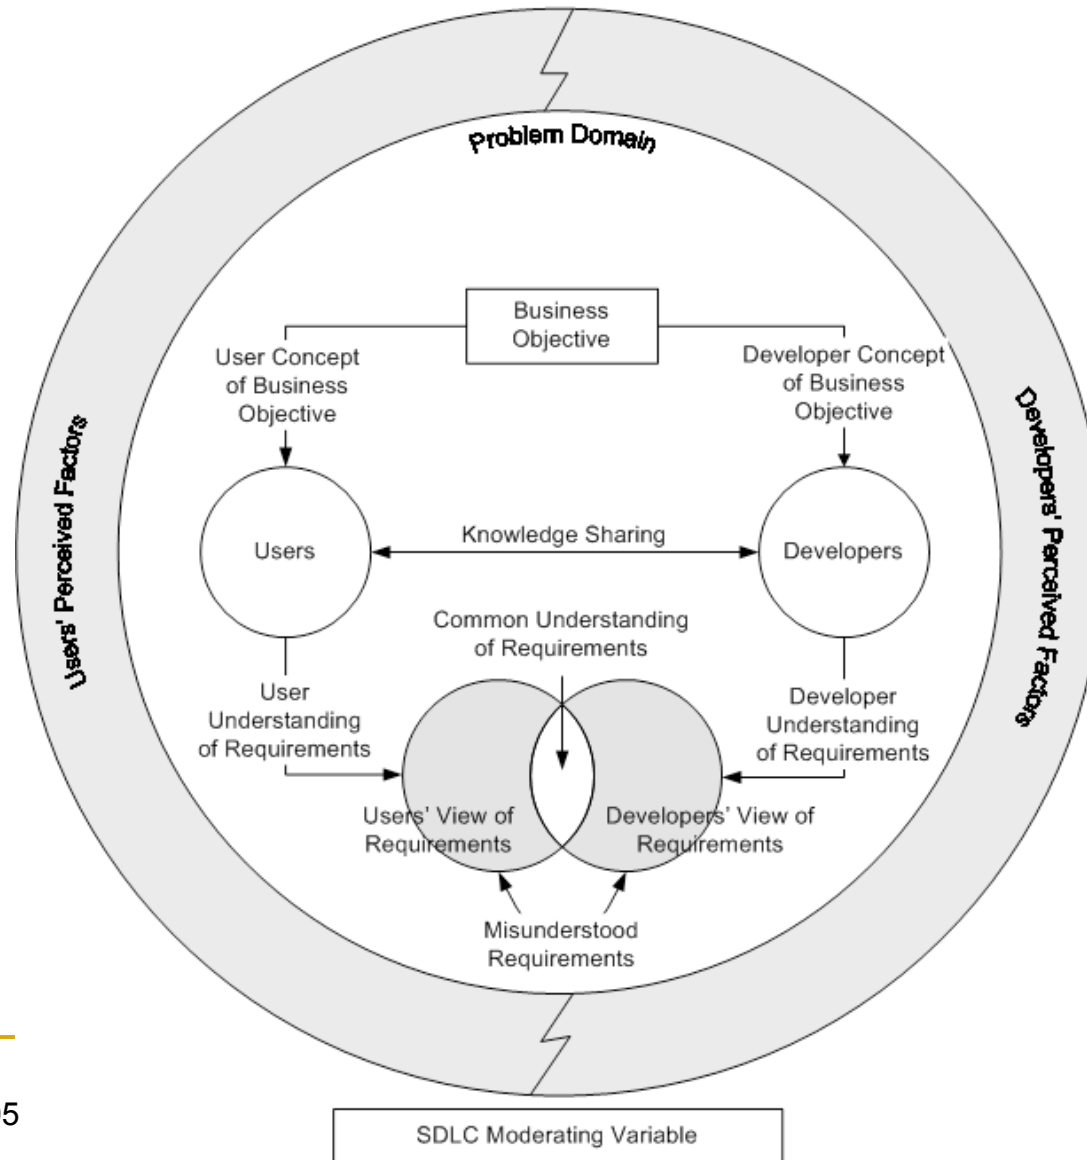 Problem Domain
Business
Objective
User Concept
of Business
Objective
Developer Concept
of Business
Objective
Users' Perceived Factors
Developers' Perceived Factors
Users
Knowledge Sharing
Developers
Common Understanding
of Requirements
User
Understanding
of Requirements
Developer
Understanding
of Requirements
Users' View of
Requirements
Developers' View of
Requirements
Misunderstood
Requirements
5
SDLC Moderating Variable